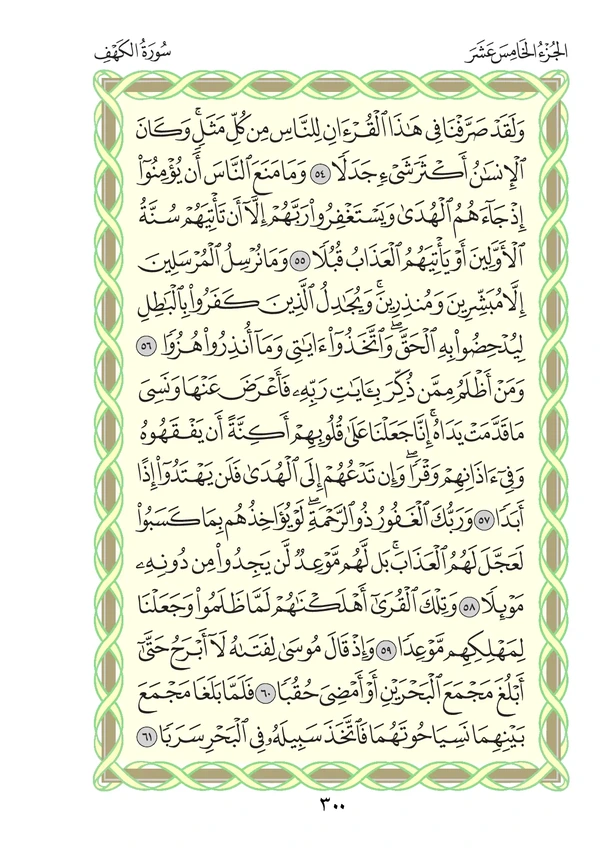 الجُزْءُ الخَامِسَ عَشَرَ
سُورَةُ الكَهْفِ
وَلَقَدْ صَرَّفْنَا فِي هَٰذَا ٱلْقُرْءَانِ لِلنَّاسِ مِن كُلِّ مَثَلٍۚ وَكَانَ
ٱلْإِنسَٰنُ أَكْثَرَ شَىْءٍ جَدَلًا ٥٤ وَمَا مَنَعَ ٱلنَّاسَ أَن يُؤْمِنُوٓا۟
إِذْ جَآءَهُمُ ٱلْهُدَىٰ وَيَسْتَغْفِرُوا۟ رَبَّهُمْ إِلَّآ أَن تَأْتِيَهُمْ سُنَّةُ
ٱلْأَوَّلِينَ أَوْ يَأْتِيَهُمُ ٱلْعَذَابُ قُبُلًا ٥٥ وَمَا نُرْسِلُ ٱلْمُرْسَلِينَ
إِلَّا مُبَشِّرِينَ وَمُنذِرِينَۚ وَيُجَٰدِلُ ٱلَّذِينَ كَفَرُوا۟ بِٱلْبَٰطِلِ
لِيُدْحِضُوا۟ بِهِ ٱلْحَقَّۖ وَٱتَّخَذُوٓا۟ ءَايَٰتِى وَمَآ أُنذِرُوا۟ هُزُوًا ٥٦
وَمَنْ أَظْلَمُ مِمَّن ذُكِّرَ بِـَٔايَٰتِ رَبِّهِۦ فَأَعْرَضَ عَنْهَا وَنَسِىَ
مَا قَدَّمَتْ يَدَاهُۚ إِنَّا جَعَلْنَا عَلَىٰ قُلُوبِهِمْ أَكِنَّةً أَن يَفْقَهُوهُ
وَفِىٓ ءَاذَانِهِمْ وَقْرًاۖ وَإِن تَدْعُهُمْ إِلَى ٱلْهُدَىٰ فَلَن يَهْتَدُوٓا۟ إِذًا
أَبَدًا ٥٧ وَرَبُّكَ ٱلْغَفُورُ ذُو ٱلرَّحْمَةِۖ لَوْ يُؤَاخِذُهُم بِمَا كَسَبُوا۟
لَعَجَّلَ لَهُمُ ٱلْعَذَابَۚ بَل لَّهُم مَّوْعِدٌ لَّن يَجِدُوا۟ مِن دُونِهِۦ
مَوْئِلًا ٥٨ وَتِلْكَ ٱلْقُرَىٰٓ أَهْلَكْنَٰهُمْ لَمَّا ظَلَمُوا۟ وَجَعَلْنَا
لِمَهْلِكِهِم مَّوْعِدًا ٥٩ وَإِذْ قَالَ مُوسَىٰ لِفَتَىٰهُ لَآ أَبْرَحُ حَتَّىٰٓ
أَبْلُغَ مَجْمَعَ ٱلْبَحْرَيْنِ أَوْ أَمْضِىَ حُقُبًا ٦٠ فَلَمَّا بَلَغَا مَجْمَعَ
بَيْنِهِمَا نَسِيَا حُوتَهُمَا فَٱتَّخَذَ سَبِيلَهُۥ فِى ٱلْبَحْرِ سَرَبًا ٦١
٣٠٠